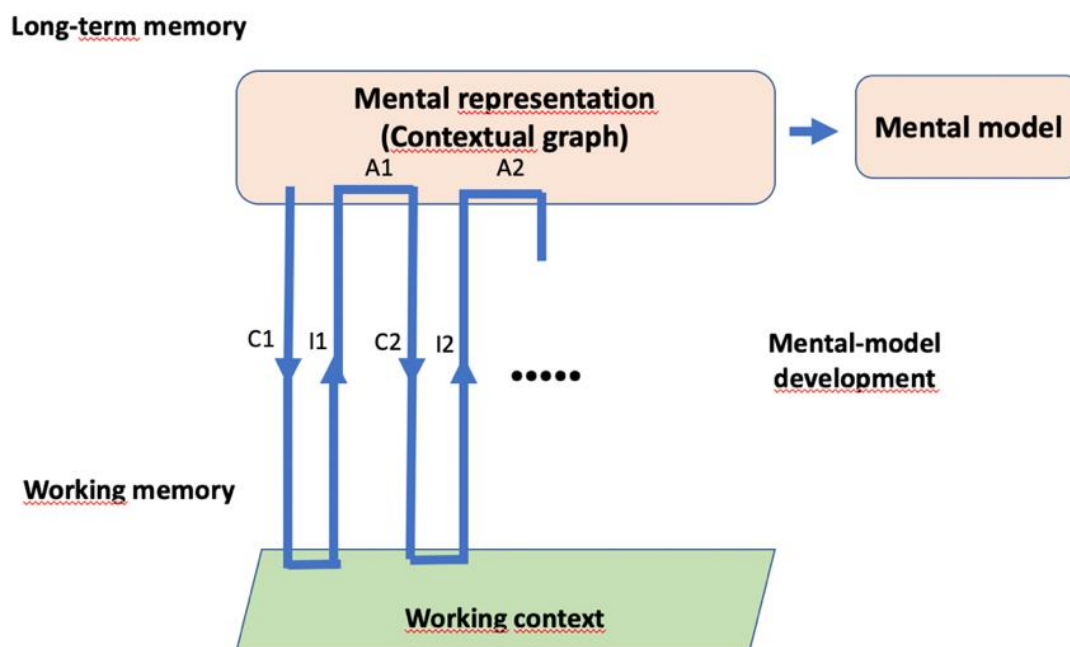 Long-term memory
Mental representation
(Contextual graph)
Mental model
A1
A2
C1
I1
C2
I2
.....
Mental-model
development
Working memory
Working context